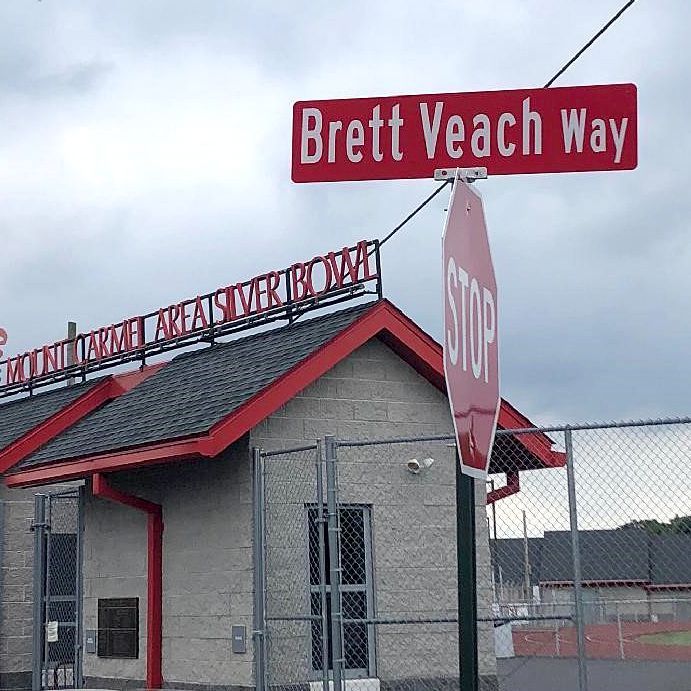 Brett Veach Way
STOP
MOUNT CARMEL AREA SILVER BOWL